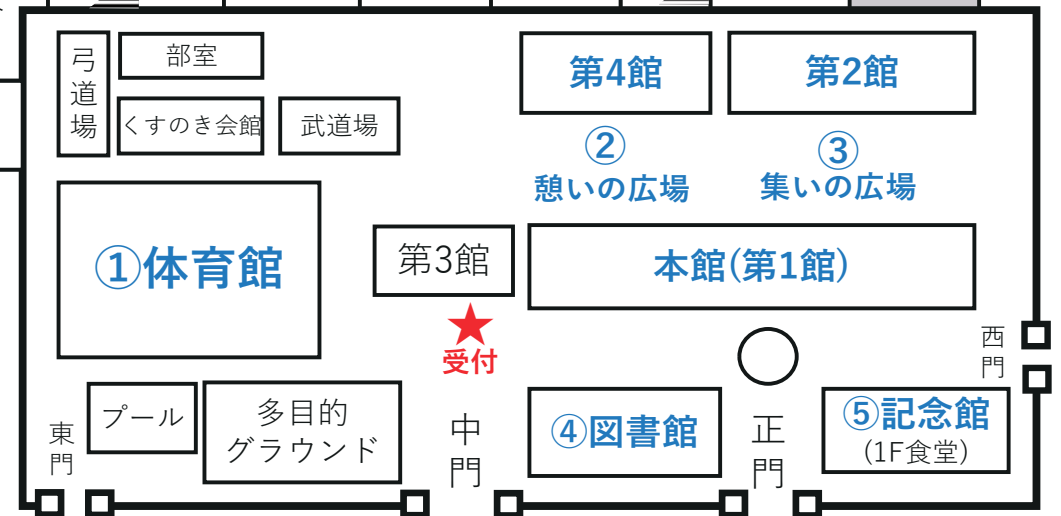 弓道場
部室
くすのき会館
武道場
第4館
第2館
②
憩いの広場
③
集いの広場
①体育館
第3館
本館(第1館)
★
受付
西門
東門
プール
多目的
グラウンド
中門
④図書館
正門
⑤記念館
(1F食堂)